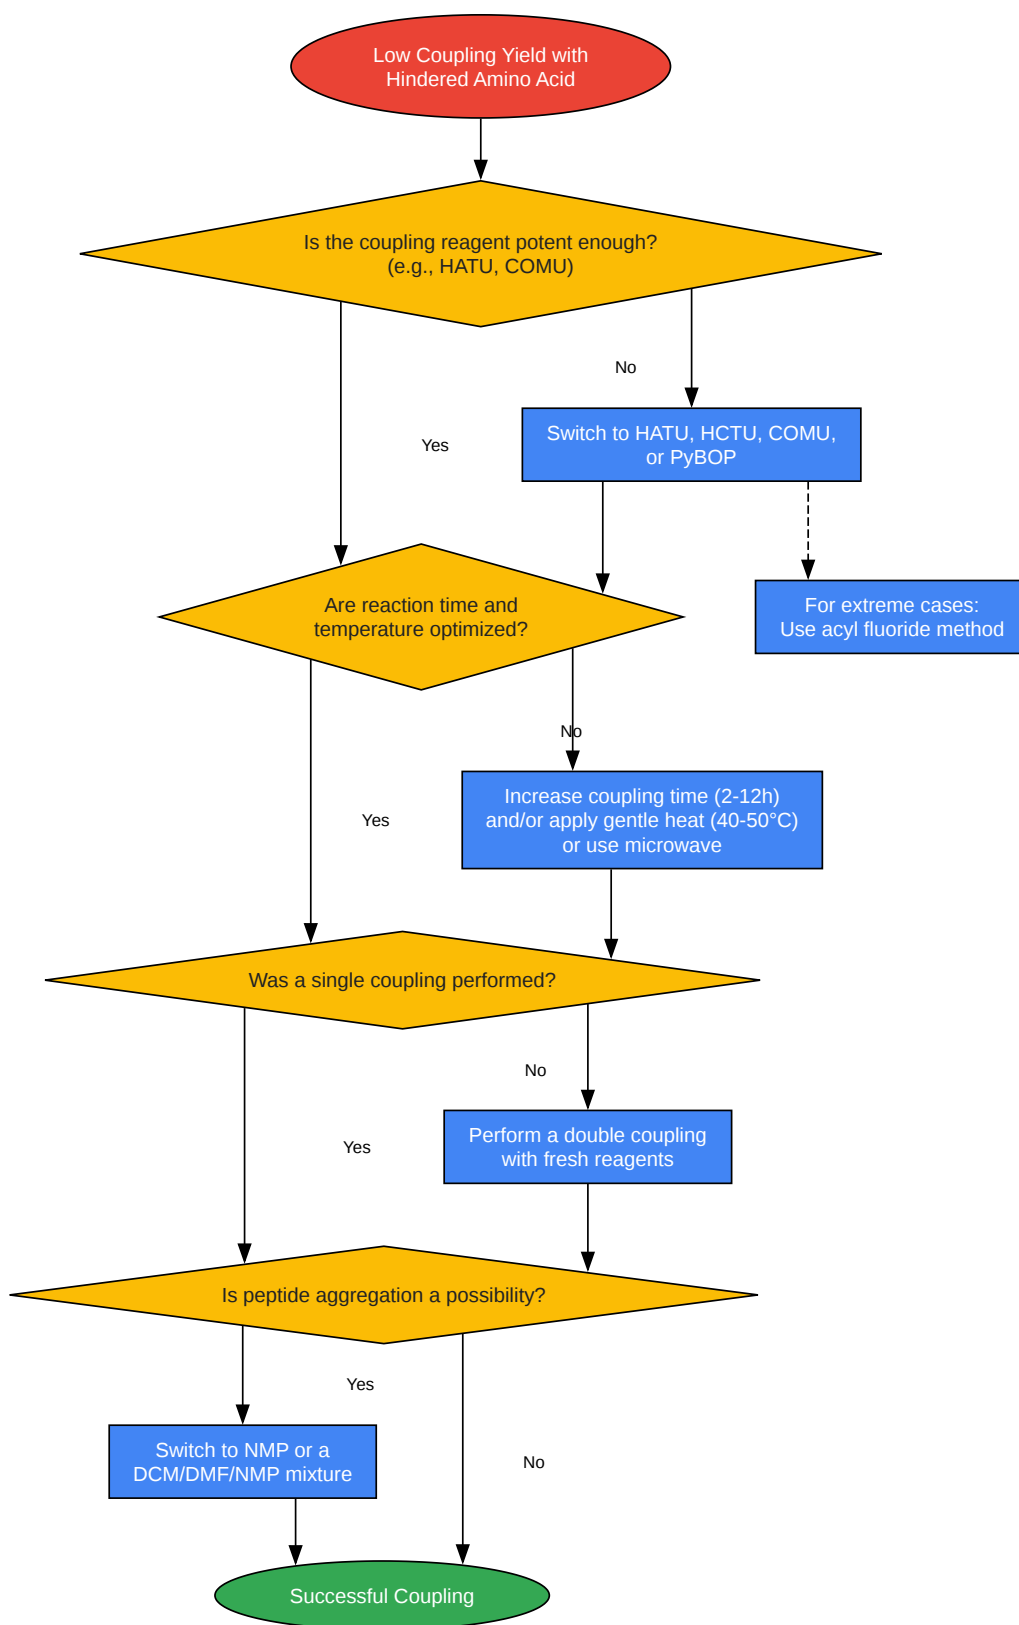 Low Coupling Yield with
Hindered Amino Acid
Is the coupling reagent potent enough?
(e.g., HATU, COMU)
No
Yes
Switch to HATU, HCTU, COMU,
or PyBOP
For extreme cases:
Use acyl fluoride method
Are reaction time and
temperature optimized?
No
Yes
Increase coupling time (2-12h)
and/or apply gentle heat (40-50°C)
or use microwave
Was a single coupling performed?
No
Yes
Perform a double coupling
with fresh reagents
Is peptide aggregation a possibility?
Yes
No
Switch to NMP or a
DCM/DMF/NMP mixture
Successful Coupling